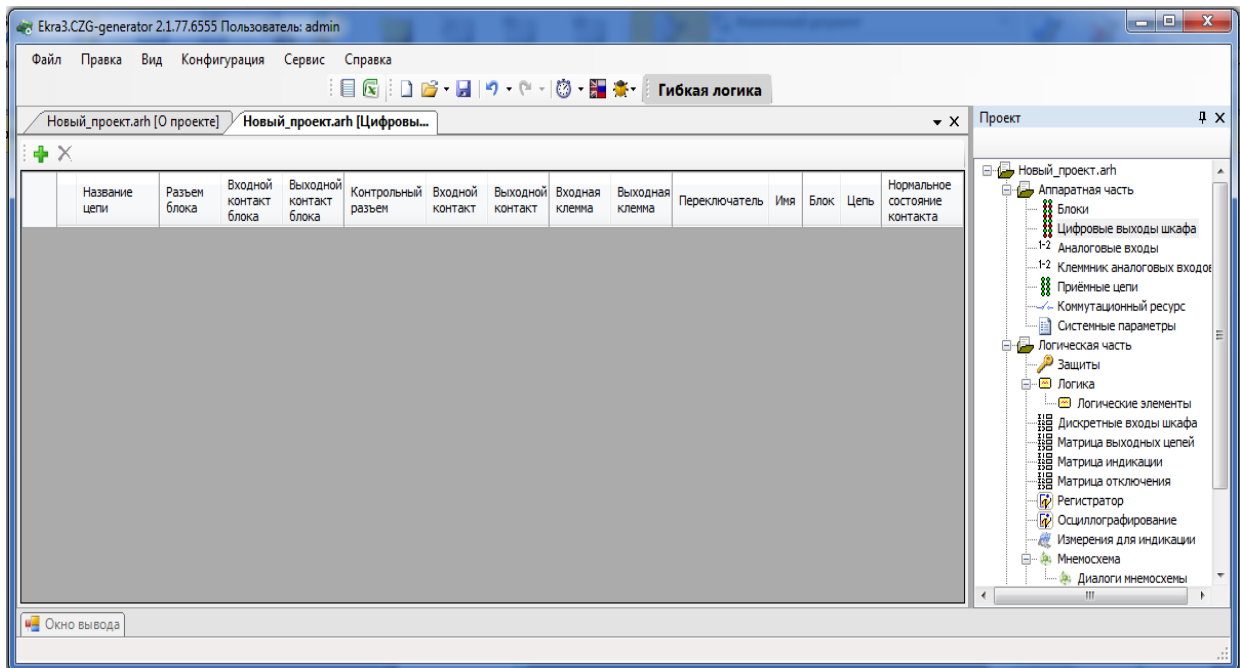 Ekra3.CZG-generator 2.1.77.6555 Пользователь: admin
Файл Правка Вид Конфигурация Сервис Справка
Гибкая логика
Новый_проект.arh [О проекте] Новый_проект.arh [Цифровы...
Название цепи Разъем блока Входной контакт блока Выходной контакт блока Контрольный разъем Входной контакт Выходной контакт Входная клемма Выходная клемма Переключатель Имя Блок Цепь Нормальное состояние контакта
Проект
Новый_проект.arh
Аппаратная часть
Блоки
Цифровые выходы шкафа
1-2 Аналоговые входы
1-2 Клеммник аналоговых входов
Приёмные цепи
Коммутационный ресурс
Системные параметры
Логическая часть
Защиты
Логика
Логические элементы
Дискретные входы шкафа
Матрица выходных цепей
Матрица индикации
Матрица отключения
Регистратор
Осциллографирование
Измерения для индикации
Мнемосхема
Диалоги мнемосхемы
Окно вывода